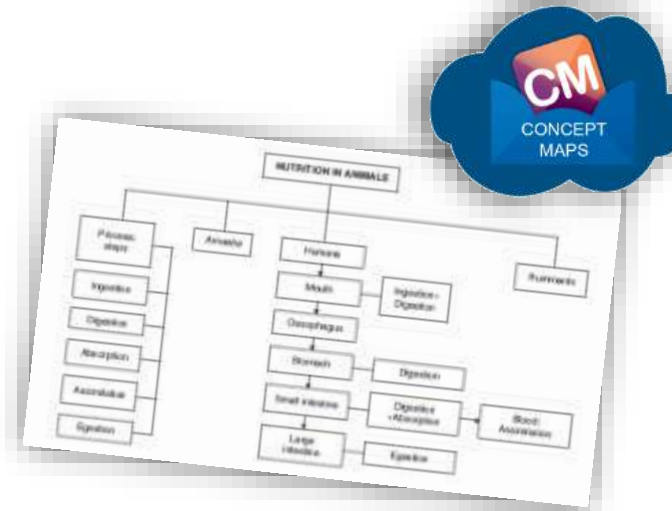 CM
CONCEPT
MAPS
NUTRITION IN ANIMALS
Process
steps
Amoeba
Humans
Ruminants
Ingestion
Mouth
Ingestion +
Digestion
Digestion
Oesophagus
Absorption
Stomach
Digestion
Assimilation
Small intestine
Digestion
+Absorption
Blood:
Assimilation
Egestion
Large
intestine
Egestion